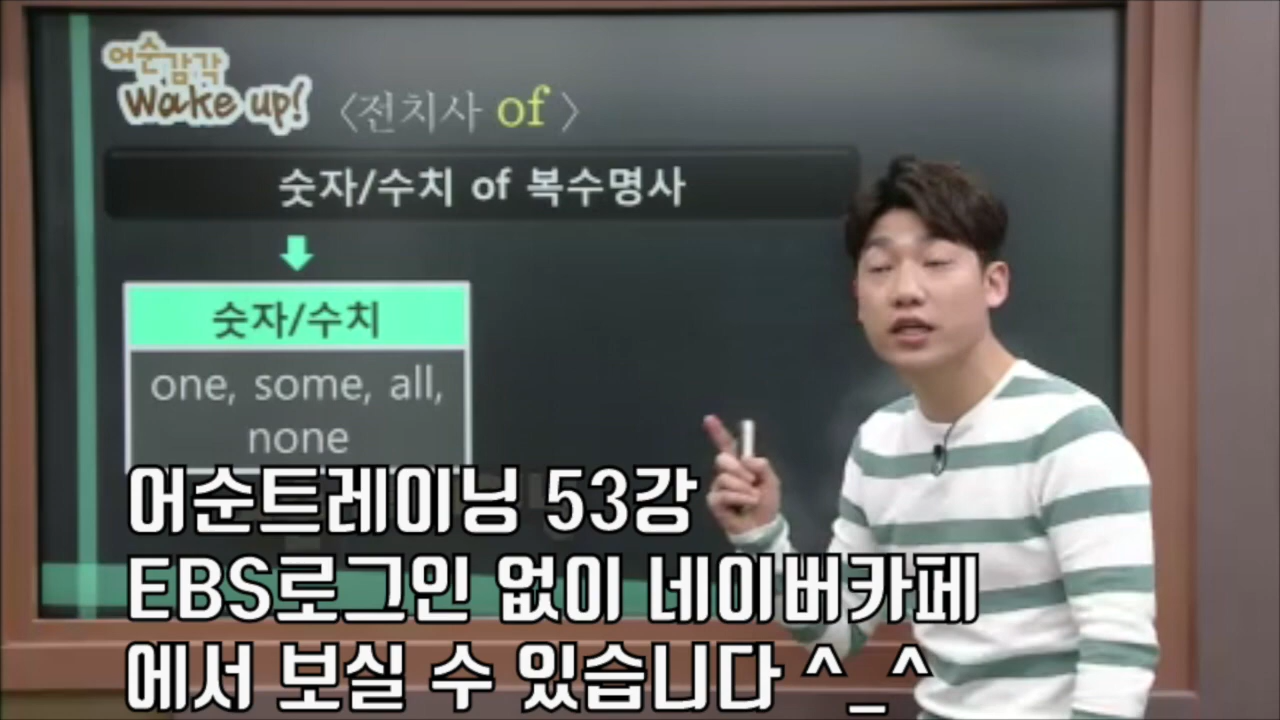 어순감각
Wake up!
<전치사 of>
숫자/수치 of 복수명사
숫자/수치
one, some, all,
none
어순트레이닝 53강
EBS로그인 없이 네이버카페
에서 보실 수 있습니다 ^_^